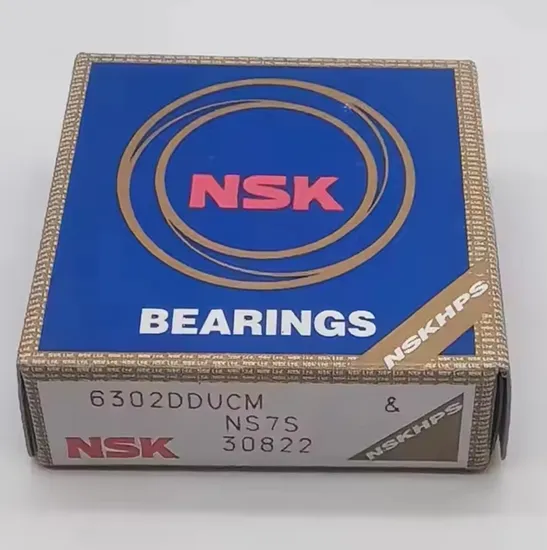 NSK
BEARINGS
NSKHPS
6302DDUCM &
NS7S
NSK 30822
NSKHPS